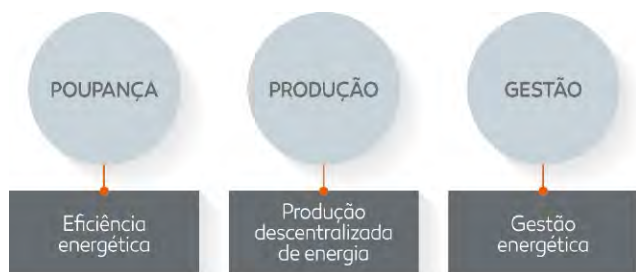 POUPANÇA
PRODUÇÃO
GESTÃO
Eficiência
energética
Produção
descentralizada
de energia
Gestão
energética